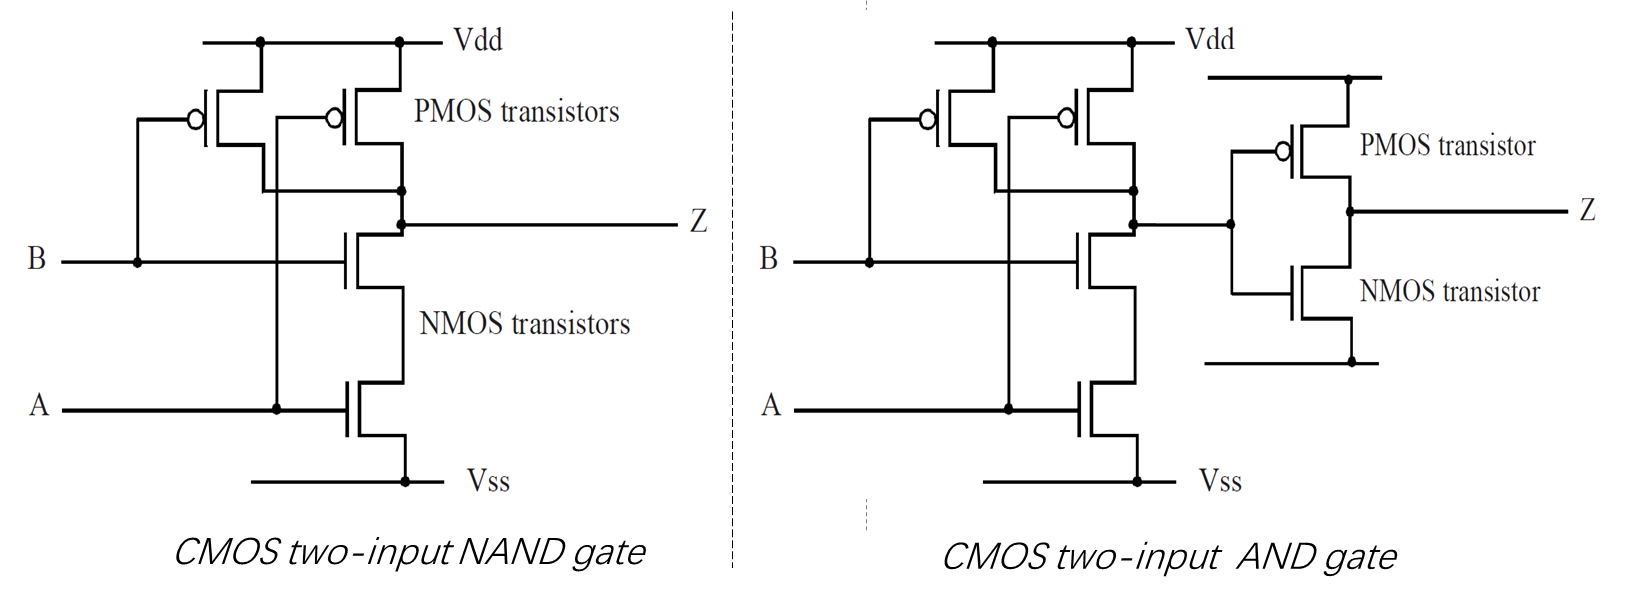 Vdd
PMOS transistors
Z
B
NMOS transistors
A
Vss
CMOS two-input NAND gate
Vdd
PMOS transistor
Z
B
NMOS transistor
A
Vss
CMOS two-input AND gate